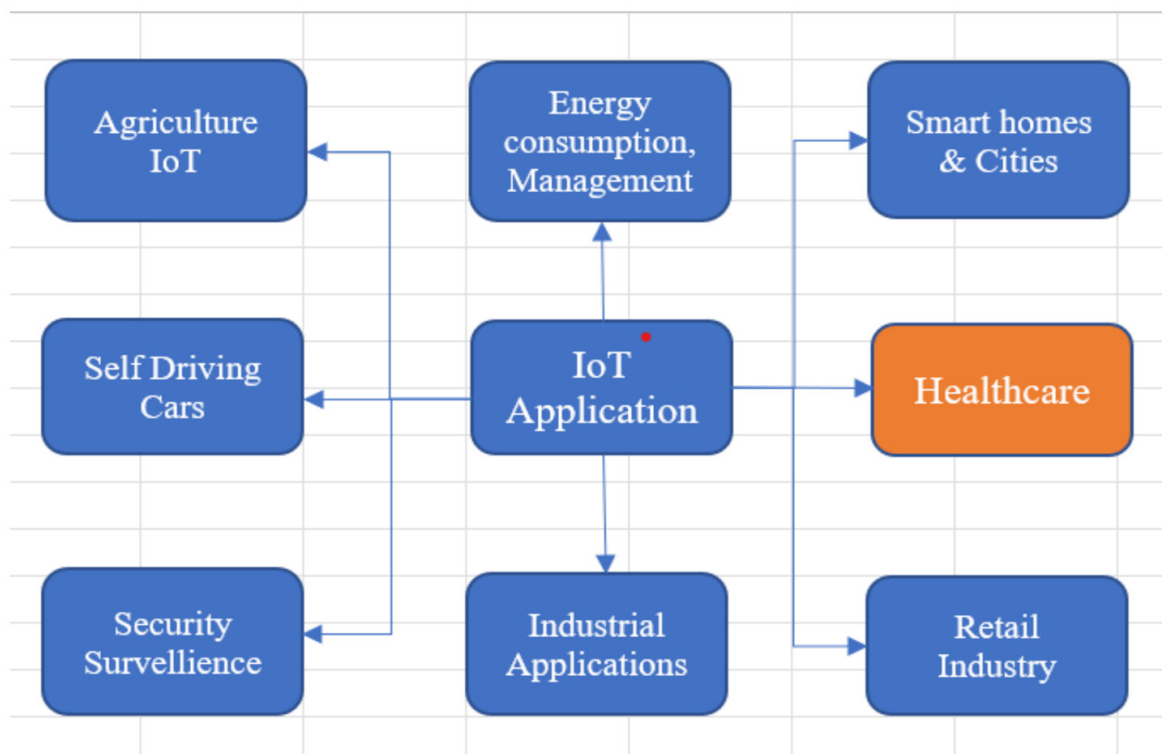 Agriculture
IoT
Energy
consumption,
Management
Smart homes
& Cities
Self Driving
Cars
IoT
Application
Healthcare
Security
Survellience
Industrial
Applications
Retail
Industry